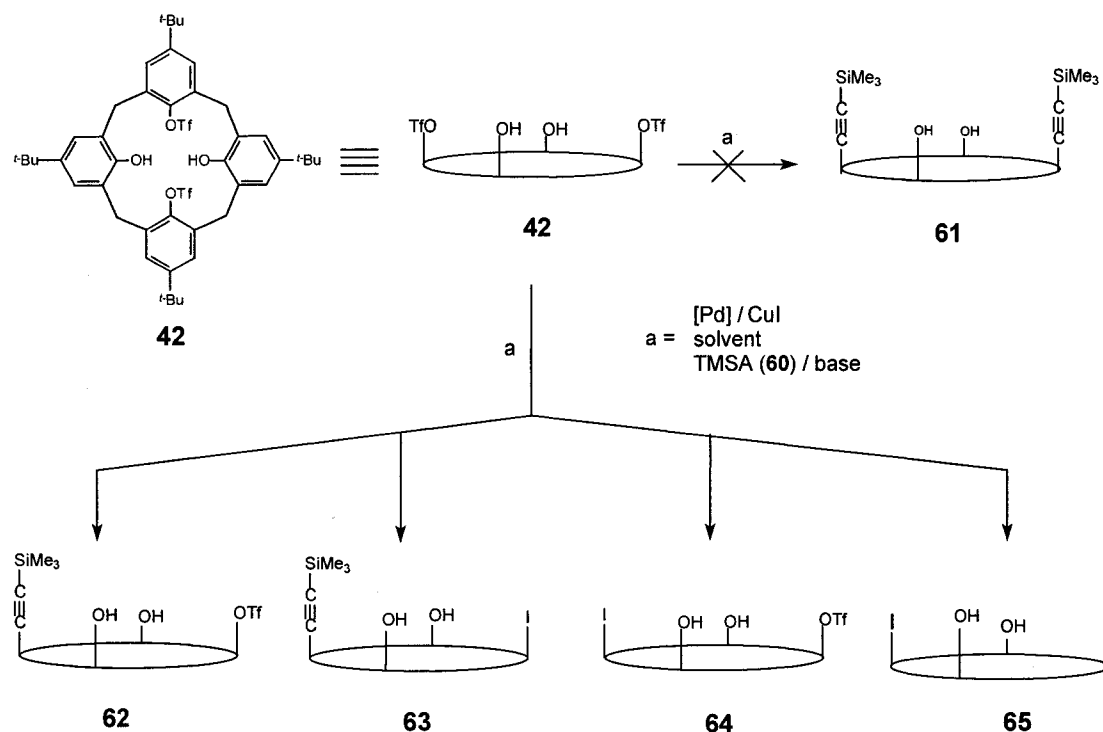 t-Bu
OTf
t-Bu
OH
HO
t-Bu
OTf
t-Bu
42
TfO
OH
OH
OTf
42
a
SiMe3
C
C
OH
OH
SiMe3
C
C
61
a
a =
[Pd] / CuI
solvent
TMSA (60) / base
SiMe3
C
C
OH
OH
OTf
62
SiMe3
C
C
OH
OH
I
63
I
OH
OH
OTf
64
I
OH
OH
65